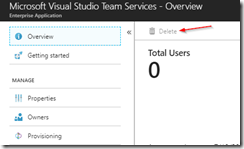 Microsoft Visual Studio Team Services - Overview
Enterprise Application
Overview
Getting started
MANAGE
Properties
Owners
Provisioning
«
Delete
Total Users
0